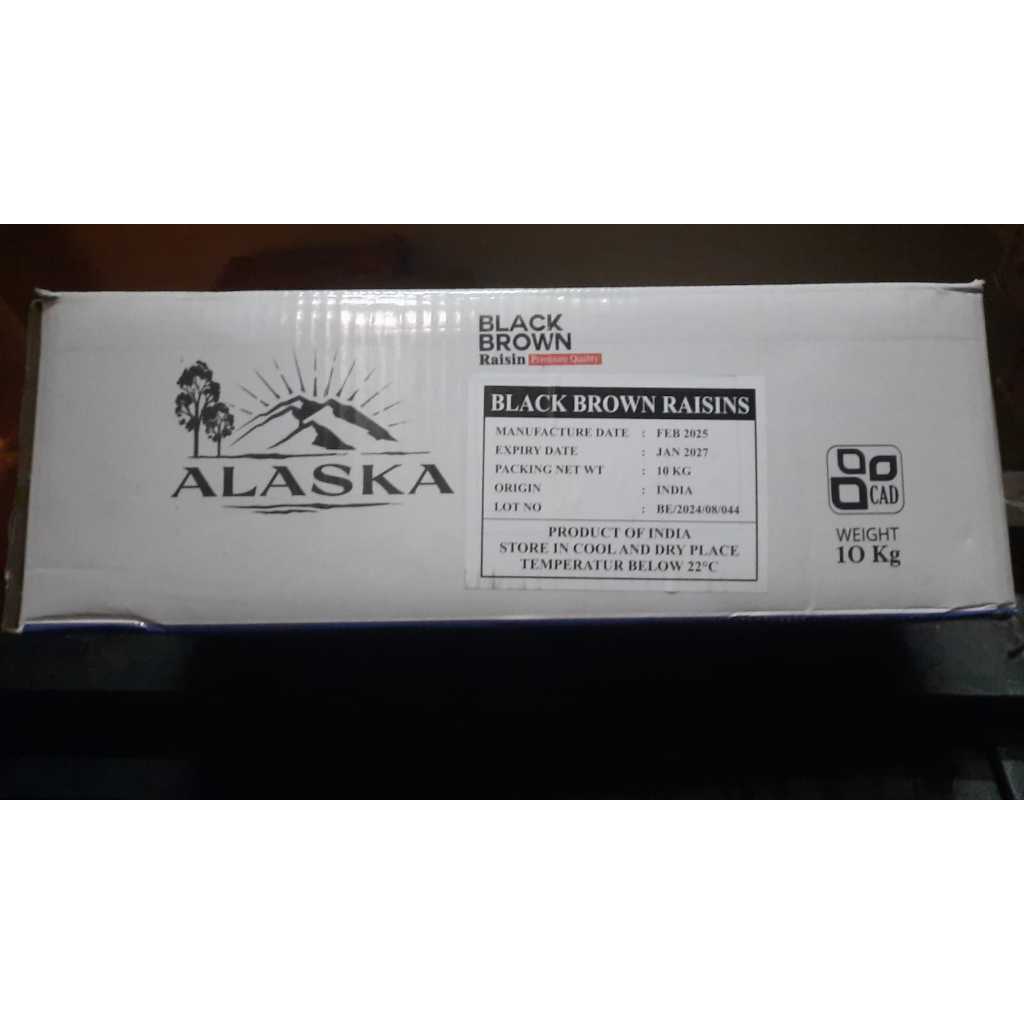 BLACK
BROWN
Raisin Premium Quality
ALASKA
BLACK BROWN RAISINS
MANUFACTURE DATE : FEB 2025
EXPIRY DATE : JAN 2027
PACKING NET WT : 10 KG
ORIGIN : INDIA
LOT NO : BE/2024/08/044
PRODUCT OF INDIA
STORE IN COOL AND DRY PLACE
TEMPERATUR BELOW 22°C
CAD
WEIGHT
10 Kg